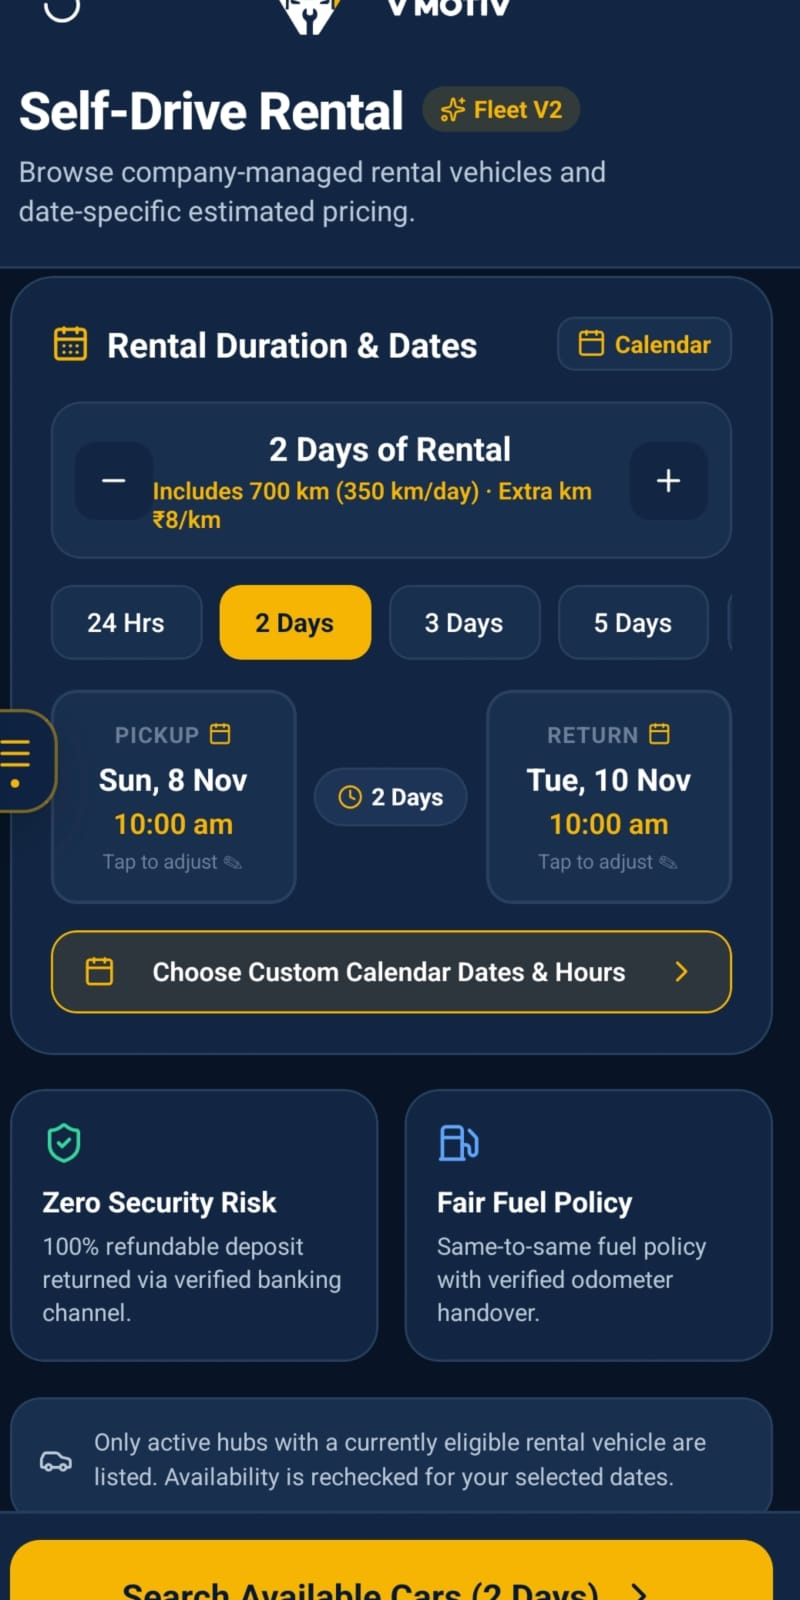 V MOTIV
Self-Drive Rental
Fleet V2
Browse company-managed rental vehicles and
date-specific estimated pricing.
Rental Duration & Dates
Calendar
2 Days of Rental
Includes 700 km (350 km/day) · Extra km
₹8/km
24 Hrs
2 Days
3 Days
5 Days
PICKUP
Sun, 8 Nov
10:00 am
Tap to adjust ✎
2 Days
RETURN
Tue, 10 Nov
10:00 am
Tap to adjust ✎
Choose Custom Calendar Dates & Hours
Zero Security Risk
100% refundable deposit
returned via verified banking
channel.
Fair Fuel Policy
Same-to-same fuel policy
with verified odometer
handover.
Only active hubs with a currently eligible rental vehicle are
listed. Availability is rechecked for your selected dates.
Search Available Cars (2 Days)